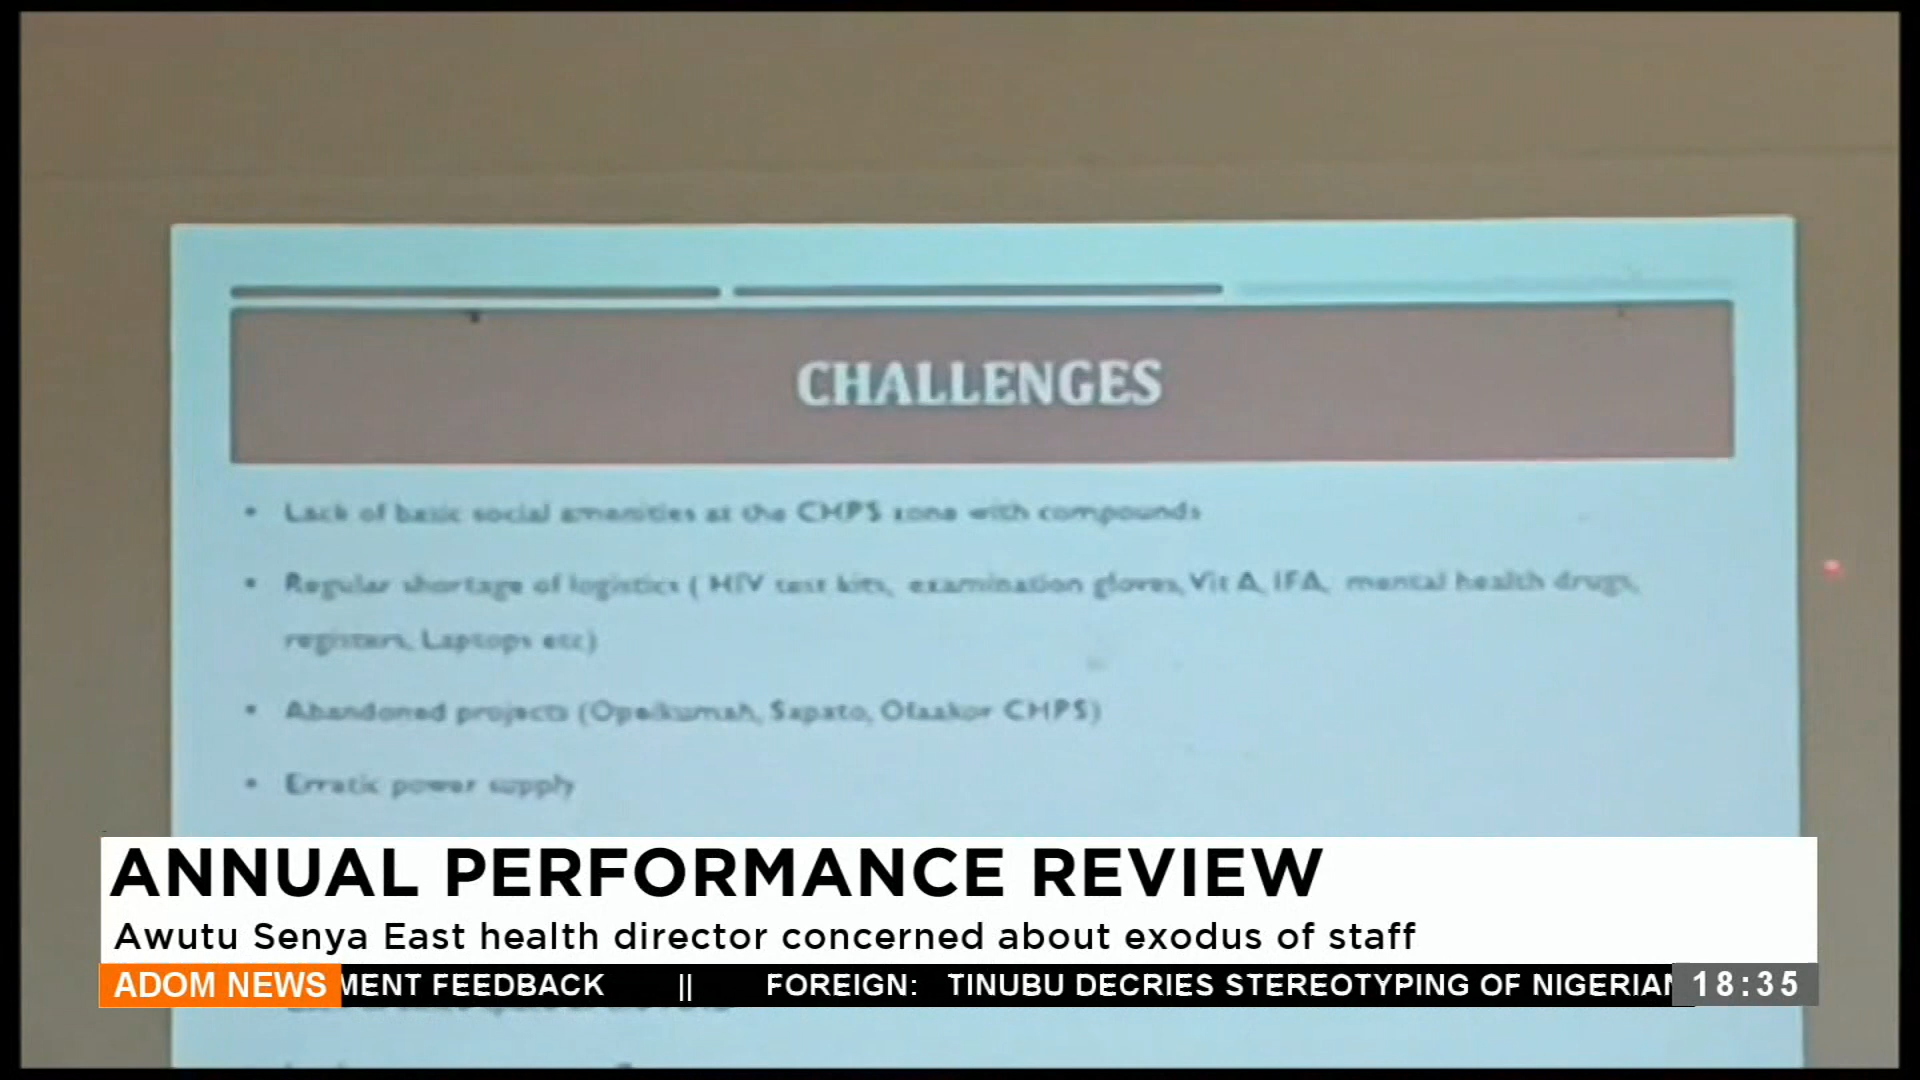 CHALLENGES
• Lack of basic social amenities at the CHPS zone with compounds
• Regular shortage of logistics ( HIV test kits, examination gloves, Vit A, IFA, mental health drugs,
registers, Laptops etc)
• Abandoned projects (Opeikumah, Sapato, Ofaakor CHPS)
• Erratic power supply
ANNUAL PERFORMANCE REVIEW
Awutu Senya East health director concerned about exodus of staff
ADOM NEWS MENT FEEDBACK || FOREIGN: TINUBU DECRIES STEREOTYPING OF NIGERIAN 18:35